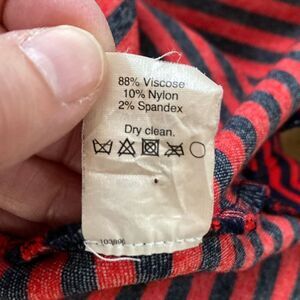 88% Viscose
10% Nylon
2% Spandex
Dry clean.